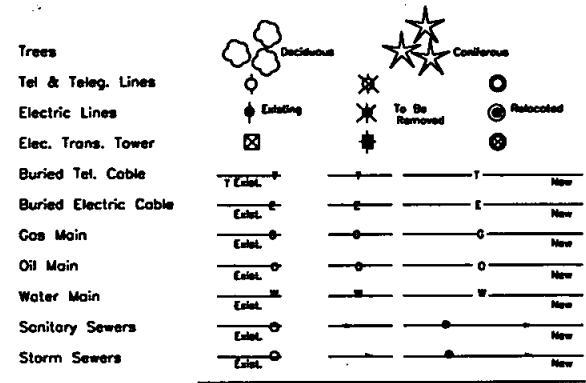 Trees Deciduous Coniferous
Tel & Teleg. Lines
Electric Lines Existing To Be Removed Relocated
Elec. Trans. Tower
Buried Tel. Cable T Exist. T T T New
Buried Electric Cable Exist. E E E New
Gas Main Exist. G G G New
Oil Main Exist. O O O New
Water Main Exist. W W W New
Sanitary Sewers Exist. New
Storm Sewers Exist. New